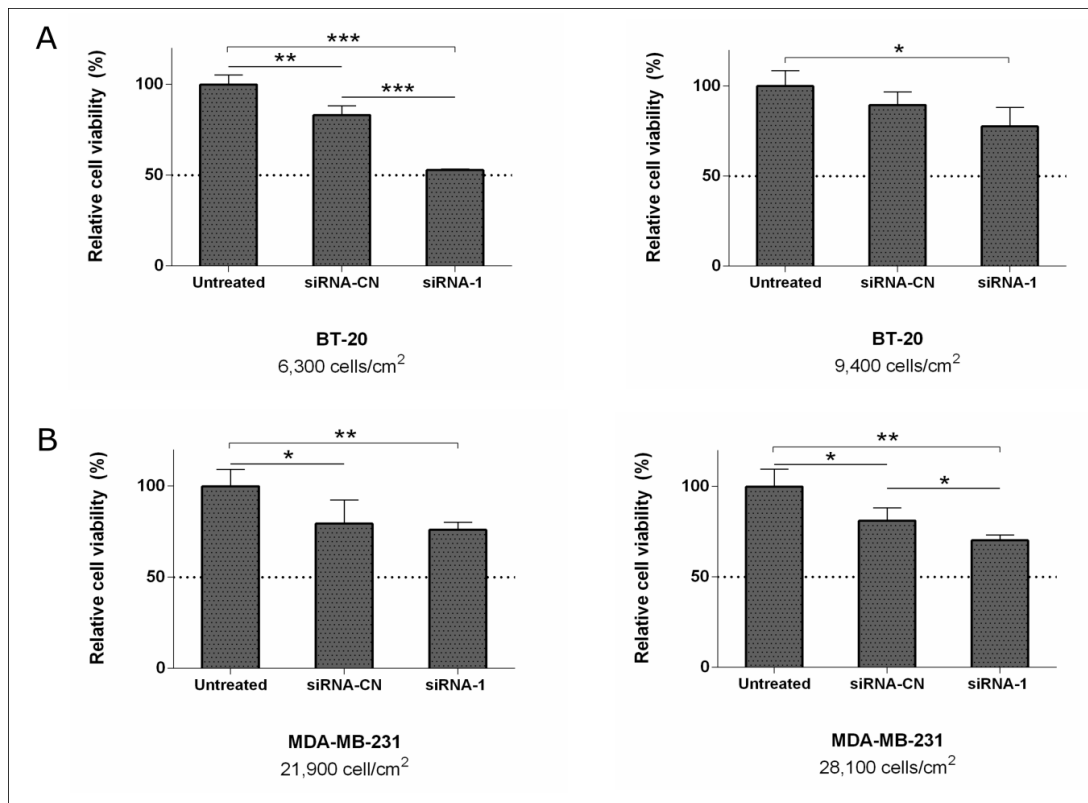 A
Relative cell viability (%)
100
50
0
***
**
***
Untreated siRNA-CN siRNA-1
BT-20
6,300 cells/cm²
Relative cell viability (%)
100
50
0
*
Untreated siRNA-CN siRNA-1
BT-20
9,400 cells/cm²
B
Relative cell viability (%)
100
50
0
**
*
Untreated siRNA-CN siRNA-1
MDA-MB-231
21,900 cell/cm²
Relative cell viability (%)
100
50
0
**
*
*
Untreated siRNA-CN siRNA-1
MDA-MB-231
28,100 cells/cm²